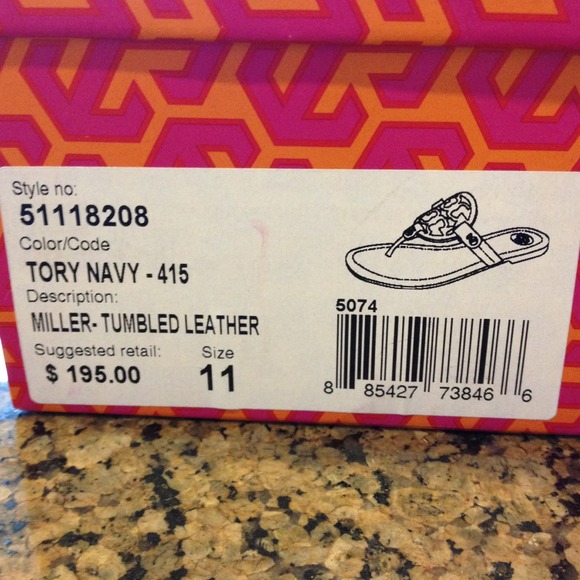 Style no:
51118208
Color/Code
TORY NAVY - 415
Description:
MILLER- TUMBLED LEATHER
Suggested retail: Size
$ 195.00 11
5074
8 85427 73846 6